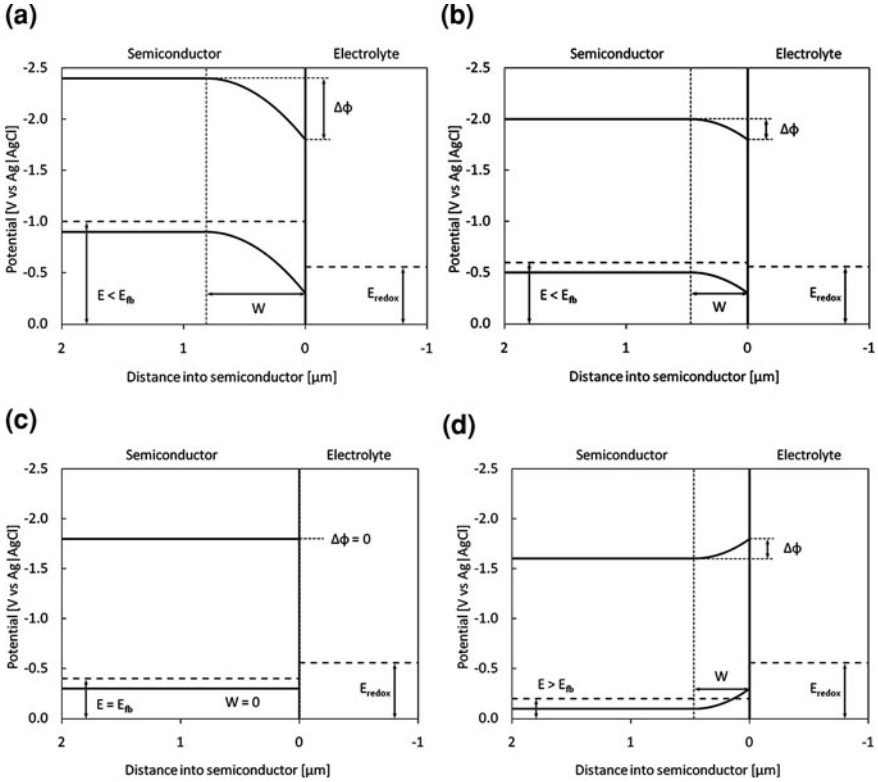 (a)
Semiconductor Electrolyte
-2.5
-2.0
-1.5
-1.0
-0.5
0.0
Potential [V vs Ag|AgCl]
Δϕ
E < Efb
W
Eredox
2 1 0 -1
Distance into semiconductor [μm]
(b)
Semiconductor Electrolyte
-2.5
-2.0
-1.5
-1.0
-0.5
0.0
Potential [V vs Ag|AgCl]
Δϕ
E < Efb
W
Eredox
2 1 0 -1
Distance into semiconductor [μm]
(c)
Semiconductor Electrolyte
-2.5
-2.0
-1.5
-1.0
-0.5
0.0
Potential [V vs Ag|AgCl]
Δϕ = 0
E = Efb
W = 0
Eredox
2 1 0 -1
Distance into semiconductor [μm]
(d)
Semiconductor Electrolyte
-2.5
-2.0
-1.5
-1.0
-0.5
0.0
Potential [V vs Ag|AgCl]
Δϕ
E > Efb
W
Eredox
2 1 0 -1
Distance into semiconductor [μm]